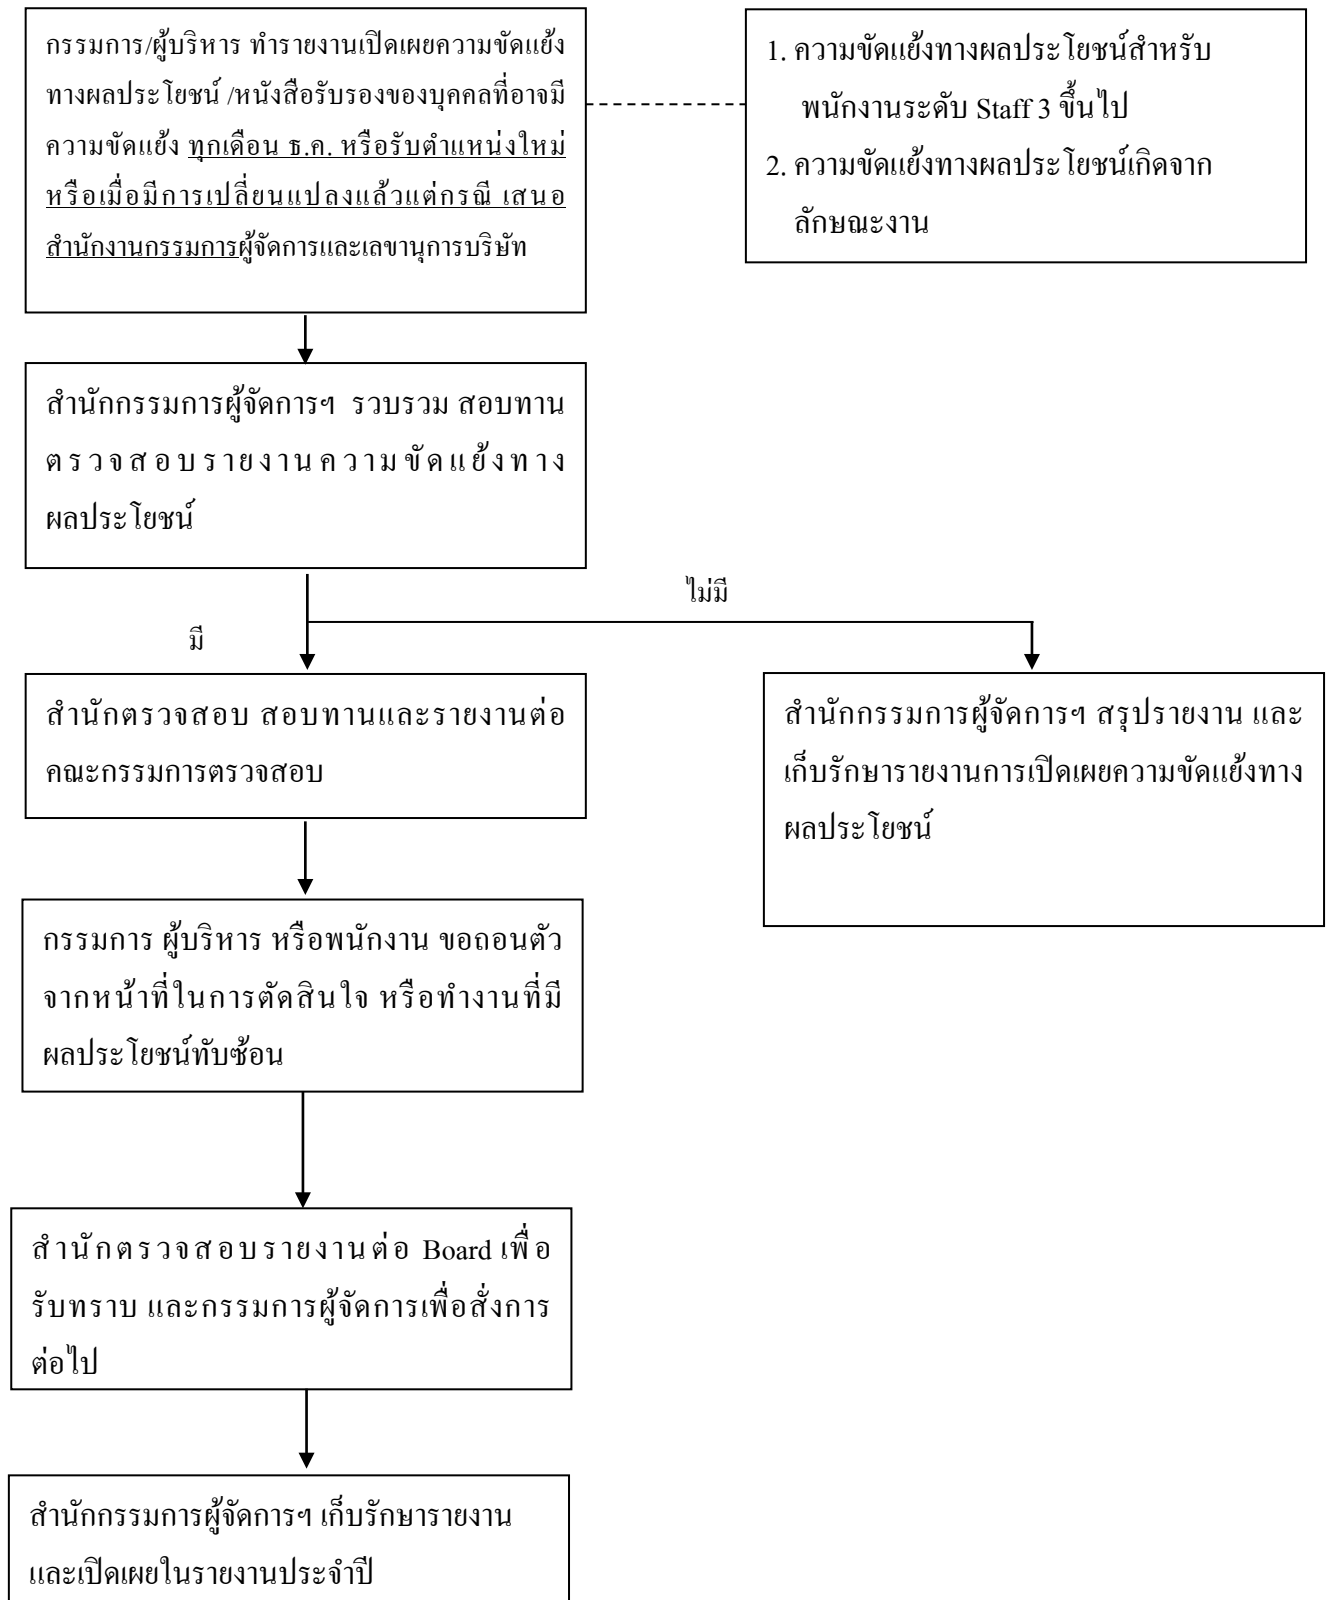 กรรมการ/ผู้บริหาร ทำรายงานเปิดเผยความขัดแย้ง
ทางผลประโยชน์ /หนังสือรับรองของบุคคลที่อาจมี
ความขัดแย้ง ทุกเดือน ธ.ค. หรือรับตำแหน่งใหม่
หรือเมื่อมีการเปลี่ยนแปลงแล้วแต่กรณี เสนอ
สำนักงานกรรมการผู้จัดการและเลขานุการบริษัท
1. ความขัดแย้งทางผลประโยชน์สำหรับ
พนักงานระดับ Staff 3 ขึ้นไป
2. ความขัดแย้งทางผลประโยชน์เกิดจาก
ลักษณะงาน
สำนักกรรมการผู้จัดการฯ รวบรวม สอบทาน
ตรวจสอบรายงานความขัดแย้งทาง
ผลประโยชน์
ไม่มี
มี
สำนักตรวจสอบ สอบทานและรายงานต่อ
คณะกรรมการตรวจสอบ
สำนักกรรมการผู้จัดการฯ สรุปรายงาน และ
เก็บรักษารายงานการเปิดเผยความขัดแย้งทาง
ผลประโยชน์
กรรมการ ผู้บริหาร หรือพนักงาน ขอถอนตัว
จากหน้าที่ในการตัดสินใจ หรือทำงานที่มี
ผลประโยชน์ทับซ้อน
สำนักตรวจสอบรายงานต่อ Board เพื่อ
รับทราบ และกรรมการผู้จัดการเพื่อสั่งการ
ต่อไป
สำนักกรรมการผู้จัดการฯ เก็บรักษารายงาน
และเปิดเผยในรายงานประจำปี